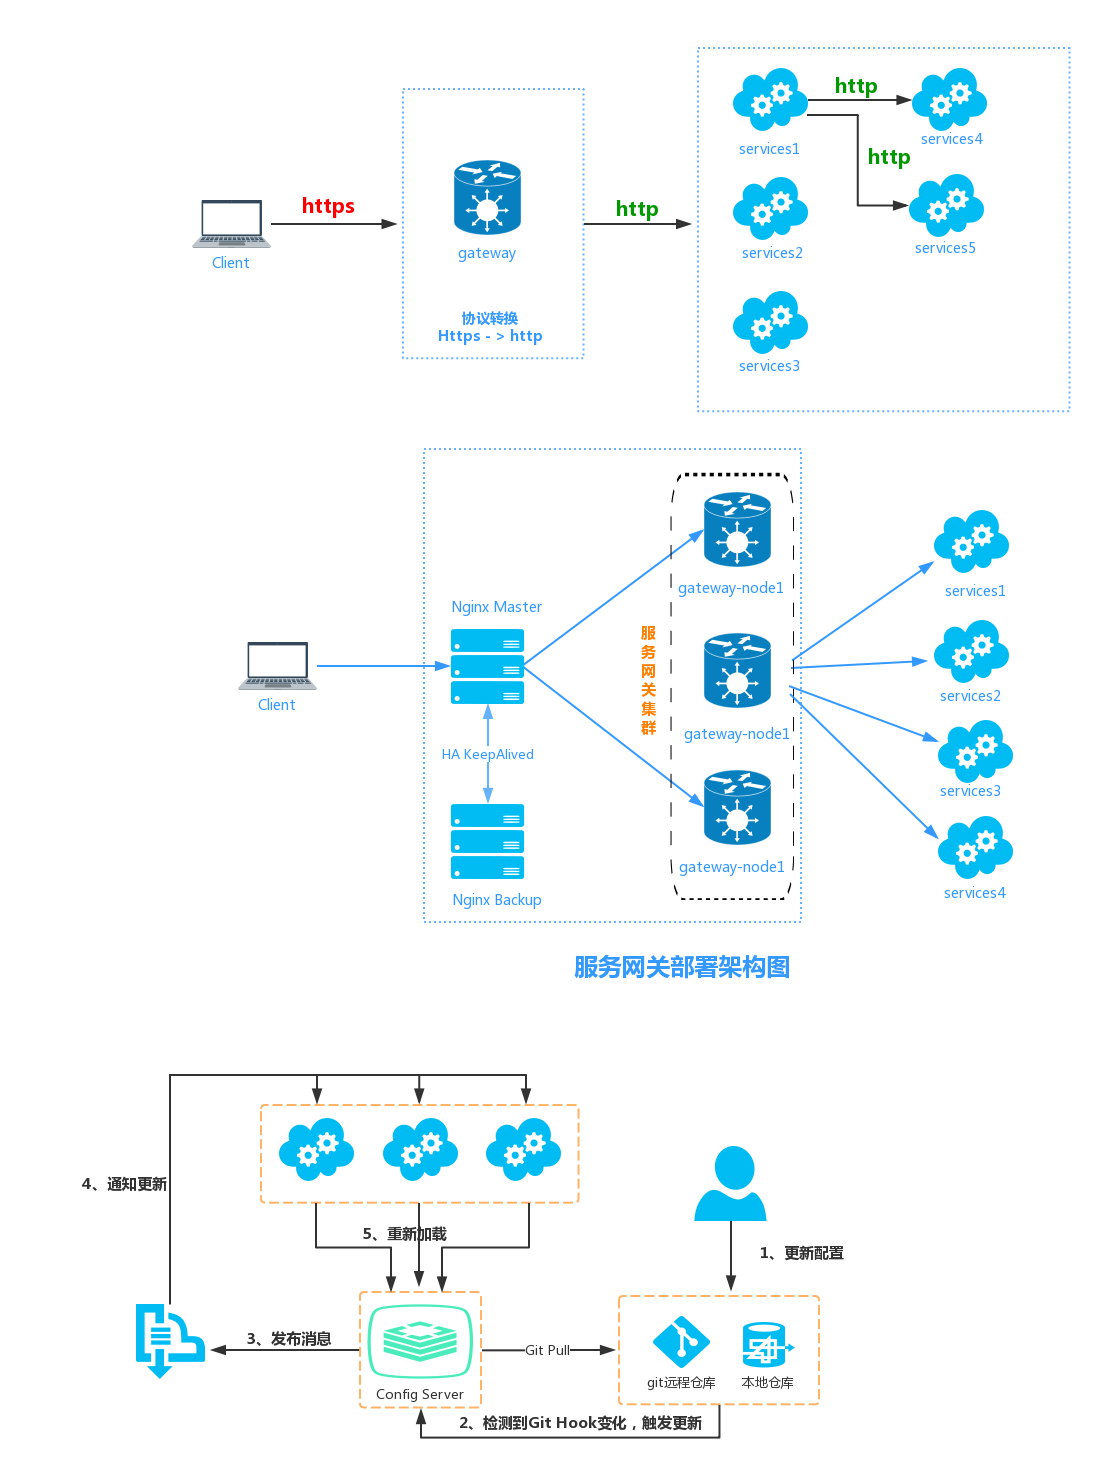 http
services1
services4
http
https
http
Client
gateway
services2
services5
协议转换
Https - > http
services3
gateway-node1
services1
Nginx Master
服务网关集群
Client
services2
gateway-node1
HA KeepAlived
services3
gateway-node1
Nginx Backup
services4
服务网关部署架构图
4、通知更新
5、重新加载
1、更新配置
3、发布消息
Git Pull
git远程仓库
本地仓库
Config Server
2、检测到Git Hook变化，触发更新